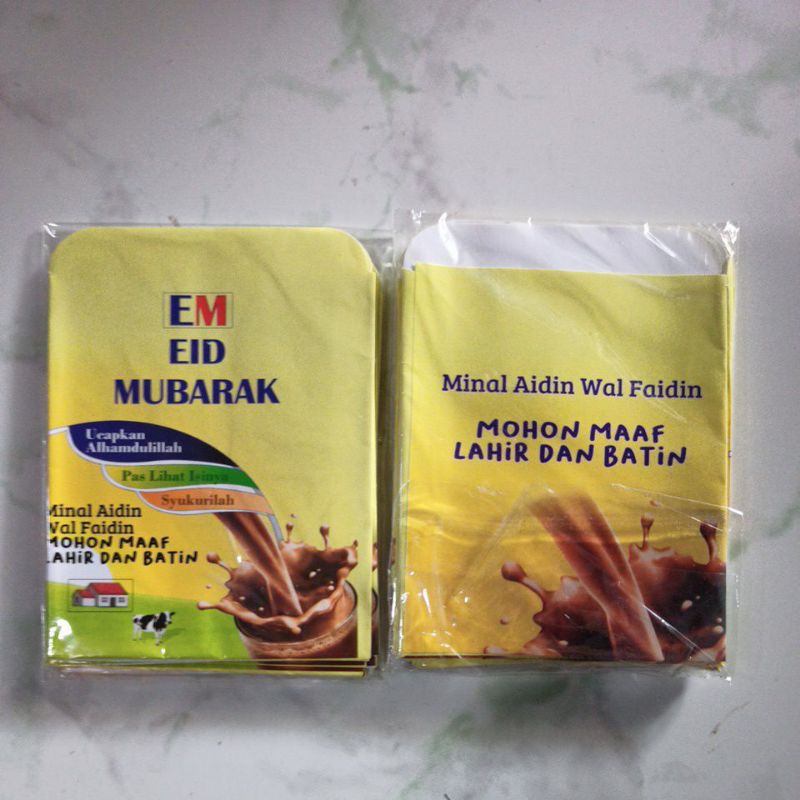 EM
EID
MUBARAK
Ucapkan
Alhamdulillah
Pas Lihat Isinya
Syukurilah
Minal Aidin
Wal Faidin
MOHON MAAF
LAHIR DAN BATIN
Minal Aidin Wal Faidin
MOHON MAAF
LAHIR DAN BATIN